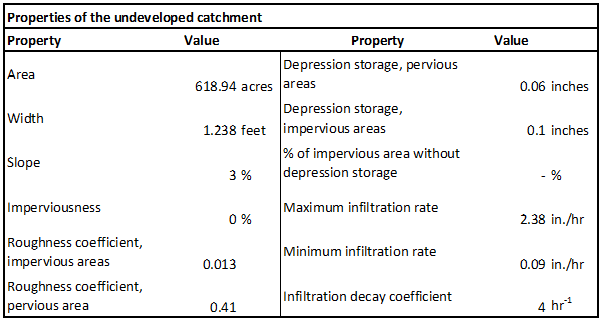 Properties of the undeveloped catchment
Property Value Property Value
Area 618.94 acres Depression storage, pervious
areas 0.06 inches
Width 1.238 feet Depression storage,
impervious areas 0.1 inches
Slope 3 % % of impervious area without
depression storage - %
Imperviousness 0 % Maximum infiltration rate 2.38 in./hr
Roughness coefficient,
impervious areas 0.013 Minimum infiltration rate 0.09 in./hr
Roughness coefficient,
pervious area 0.41 Infiltration decay coefficient 4 hr⁻¹